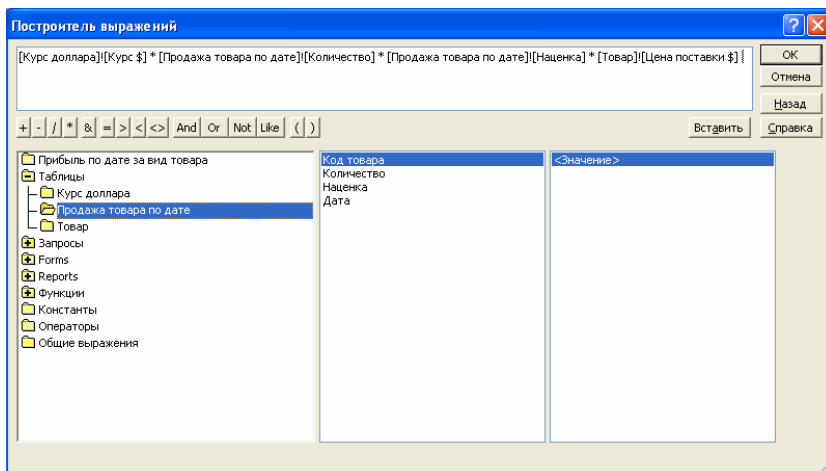 Построитель выражений
[Курс доллара]![Курс $] * [Продажа товара по дате]![Количество] * [Продажа товара по дате]![Наценка] * [Товар]![Цена поставки $]
ОК
Отмена
Назад
Справка
+ - / * & = > < <> And Or Not Like ( )
Вставить
Прибыль по дате за вид товара
Таблицы
Курс доллара
Продажа товара по дате
Товар
Запросы
Forms
Reports
Функции
Константы
Операторы
Общие выражения
Код товара
Количество
Наценка
Дата
<Значение>